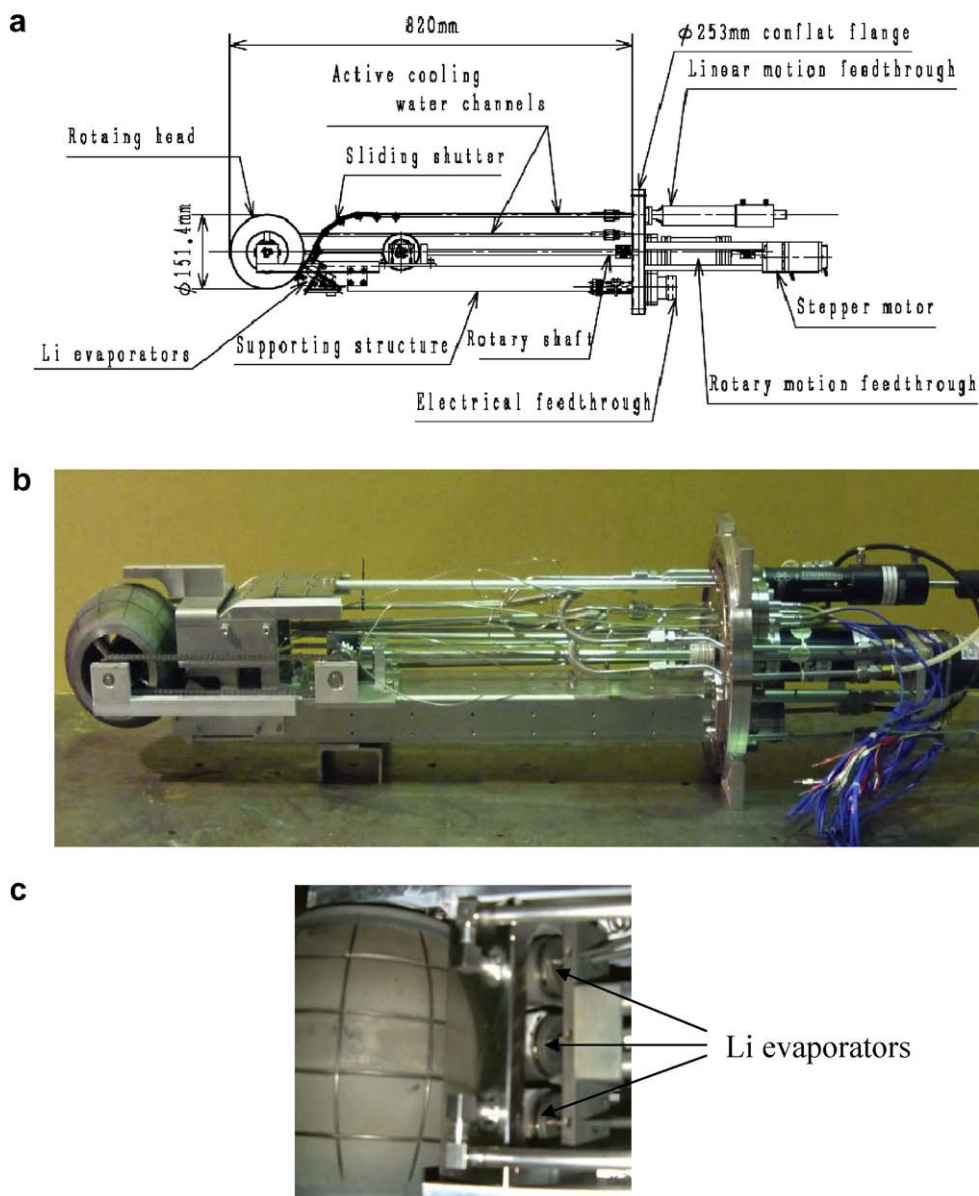 a
820mm
ϕ253mm conflat flange
Linear motion feedthrough
Active cooling
water channels
Rotaing head
Sliding shutter
ϕ151.4mm
Stepper motor
Li evaporators
Supporting structure
Rotary shaft
Rotary motion feedthrough
Electrical feedthrough
b
c
Li evaporators